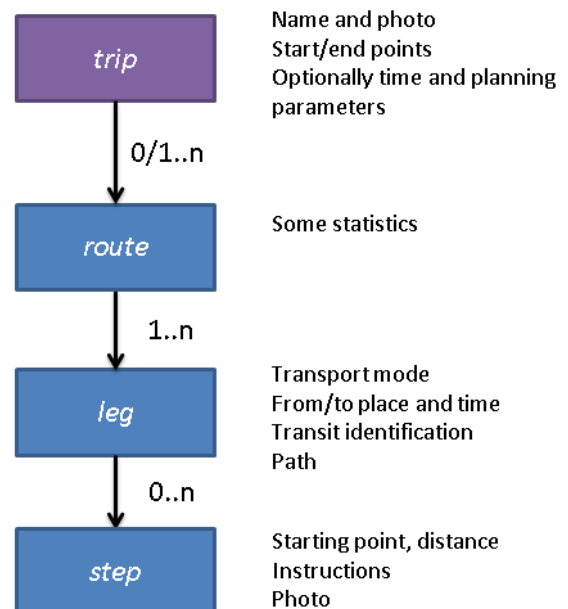 trip
Name and photo
Start/end points
Optionally time and planning
parameters
0/1..n
route
Some statistics
1..n
leg
Transport mode
From/to place and time
Transit identification
Path
0..n
step
Starting point, distance
Instructions
Photo